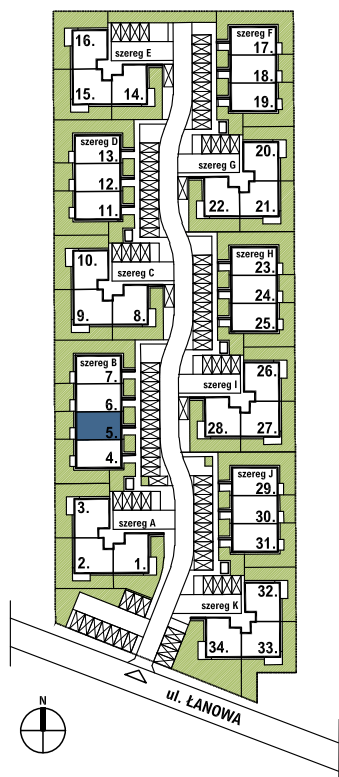 16.
szereg E
15. 14.
szereg F
17.
18.
19.
szereg D
13.
12.
11.
szereg G
20.
22. 21.
10.
szereg C
9. 8.
szereg H
23.
24.
25.
szereg B
7.
6.
5.
4.
26.
szereg I
28. 27.
3.
szereg A
2. 1.
szereg J
29.
30.
31.
32.
szereg K
34. 33.
ul. ŁANOWA
N